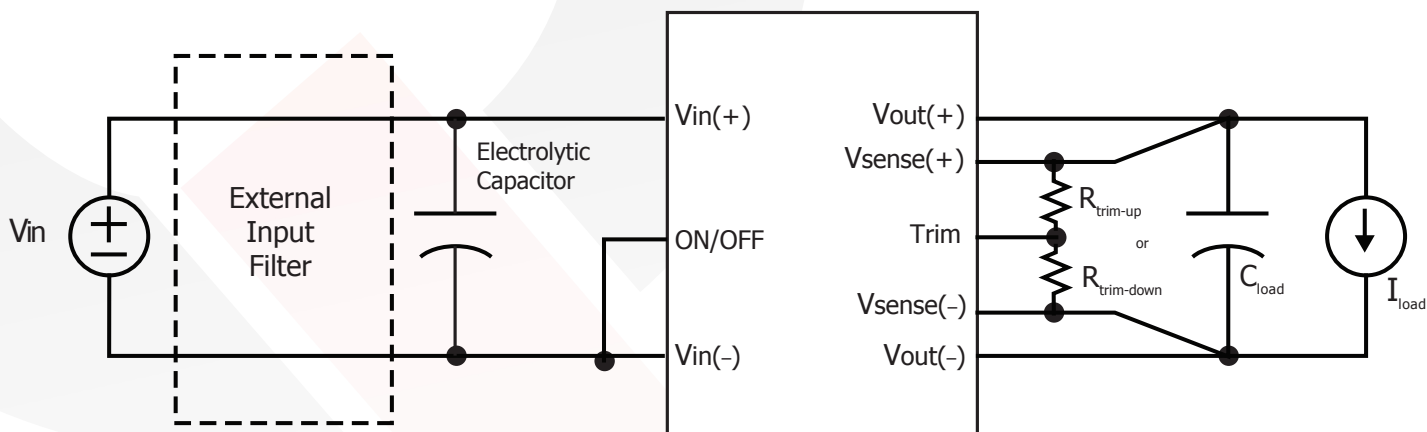 Vin
External
Input
Filter
Electrolytic
Capacitor
Vin(+)
ON/OFF
Vin(–)
Vout(+)
Vsense(+)
Trim
Vsense(–)
Vout(–)
Rtrim-up
or
Rtrim-down
Cload
Iload